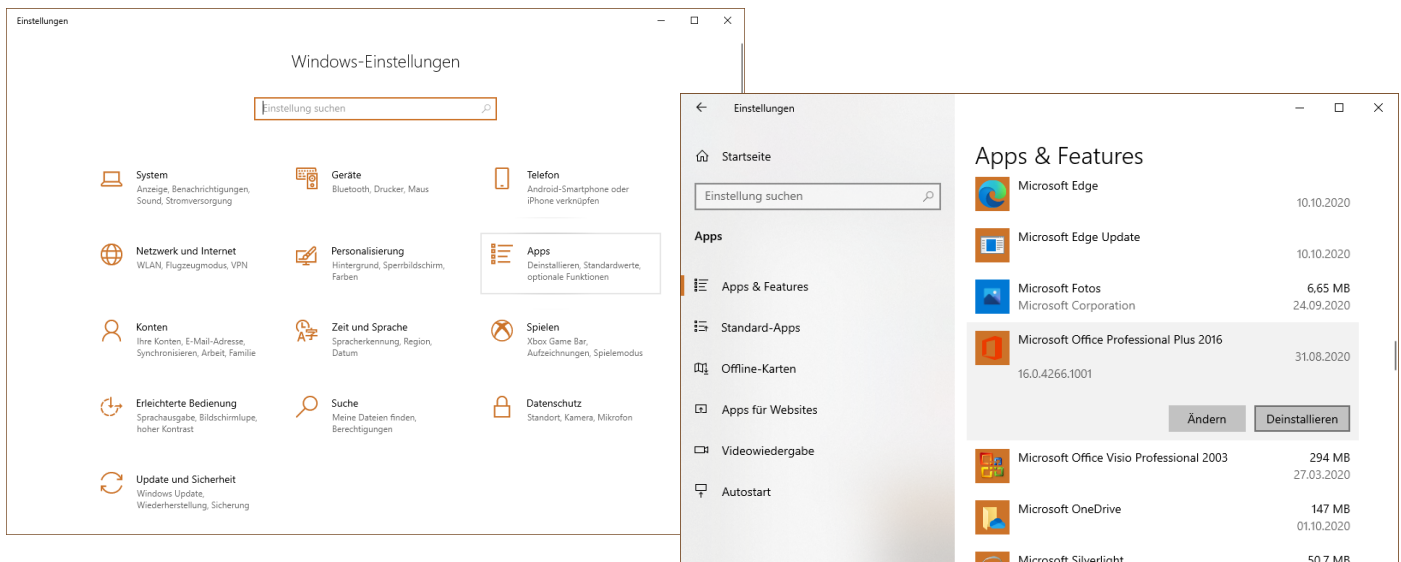 Einstellungen
Windows-Einstellungen
Einstellung suchen
System
Anzeige, Benachrichtigungen,
Sound, Stromversorgung
Geräte
Bluetooth, Drucker, Maus
Telefon
Android-Smartphone oder
iPhone verknüpfen
Netzwerk und Internet
WLAN, Flugzeugmodus, VPN
Personalisierung
Hintergrund, Sperrbildschirm,
Farben
Apps
Deinstallieren, Standardwerte,
optionale Funktionen
Konten
Ihre Konten, E-Mail-Adresse,
Synchronisieren, Arbeit, Familie
Zeit und Sprache
Spracherkennung, Region,
Datum
Spielen
Xbox Game Bar,
Aufzeichnungen, Spielemodus
Erleichterte Bedienung
Sprachausgabe, Bildschirmlupe,
hoher Kontrast
Suche
Meine Dateien finden,
Berechtigungen
Datenschutz
Standort, Kamera, Mikrofon
Update und Sicherheit
Windows Update,
Wiederherstellung, Sicherung
Einstellungen
Startseite
Einstellung suchen
Apps
Apps & Features
Standard-Apps
Offline-Karten
Apps für Websites
Videowiedergabe
Autostart
Apps & Features
Microsoft Edge
10.10.2020
Microsoft Edge Update
10.10.2020
Microsoft Fotos 6,65 MB
Microsoft Corporation 24.09.2020
Microsoft Office Professional Plus 2016
31.08.2020
16.0.4266.1001
Ändern Deinstallieren
Microsoft Office Visio Professional 2003 294 MB
27.03.2020
Microsoft OneDrive 147 MB
01.10.2020
Microsoft Silverlight 50,7 MB